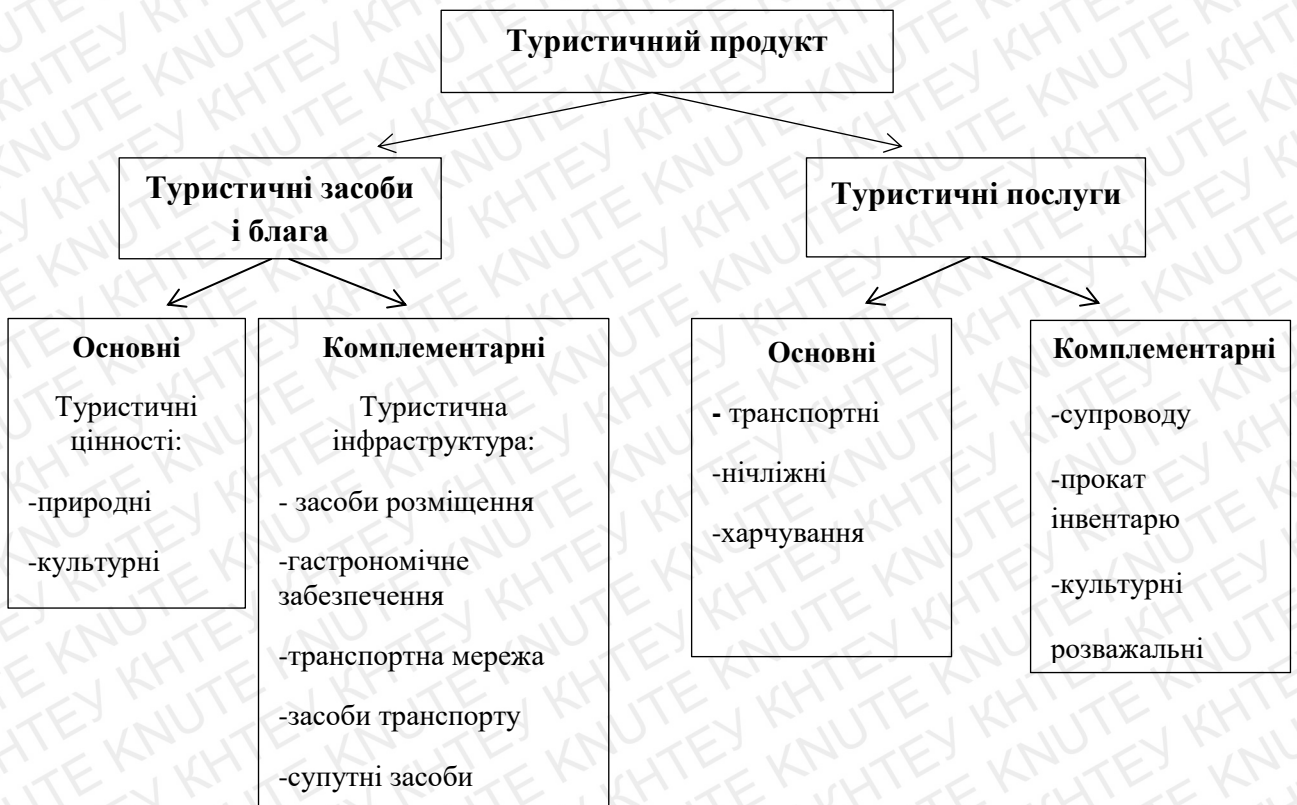 Туристичний продукт
Туристичні засоби
і блага
Туристичні послуги
Основні
Туристичні
цінності:
-природні
-культурні
Комплементарні
Туристична
інфраструктура:
- засоби розміщення
-гастрономічне
забезпечення
-транспортна мережа
-засоби транспорту
-супутні засоби
Основні
- транспортні
-нічліжні
-харчування
Комплементарні
-супроводу
-прокат
інвентарю
-культурні
розважальні